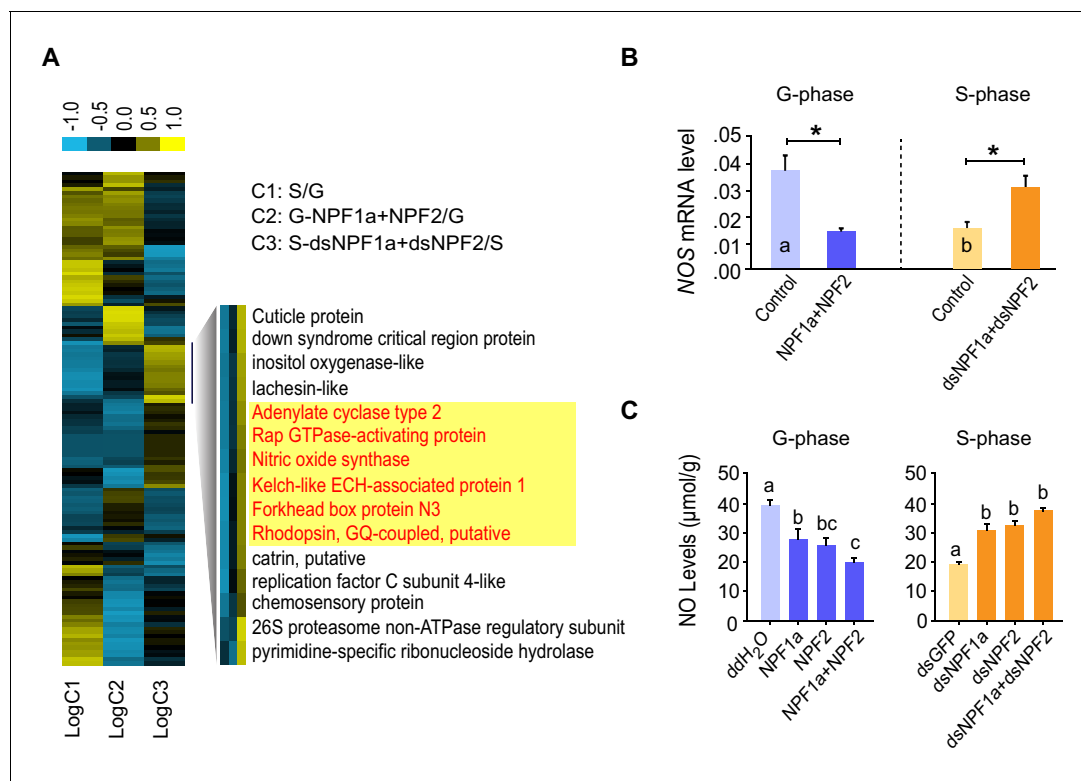 A
-1.0
-0.5
0.0
0.5
1.0
C1: S/G
C2: G-NPF1a+NPF2/G
C3: S-dsNPF1a+dsNPF2/S
Cuticle protein
down syndrome critical region protein
inositol oxygenase-like
lachesin-like
Adenylate cyclase type 2
Rap GTPase-activating protein
Nitric oxide synthase
Kelch-like ECH-associated protein 1
Forkhead box protein N3
Rhodopsin, GQ-coupled, putative
catrin, putative
replication factor C subunit 4-like
chemosensory protein
26S proteasome non-ATPase regulatory subunit
pyrimidine-specific ribonucleoside hydrolase
LogC1
LogC2
LogC3
B
G-phase
S-phase
NOS mRNA level
.05
.04
.03
.02
.01
.00
*
*
a
b
Control
NPF1a+NPF2
Control
dsNPF1a+dsNPF2
C
G-phase
S-phase
NO Levels (μmol/g)
50
40
30
20
10
0
a
b
bc
c
ddH2O
NPF1a
NPF2
NPF1a+NPF2
50
40
30
20
10
0
a
b
b
b
dsGFP
dsNPF1a
dsNPF2
dsNPF1a+dsNPF2